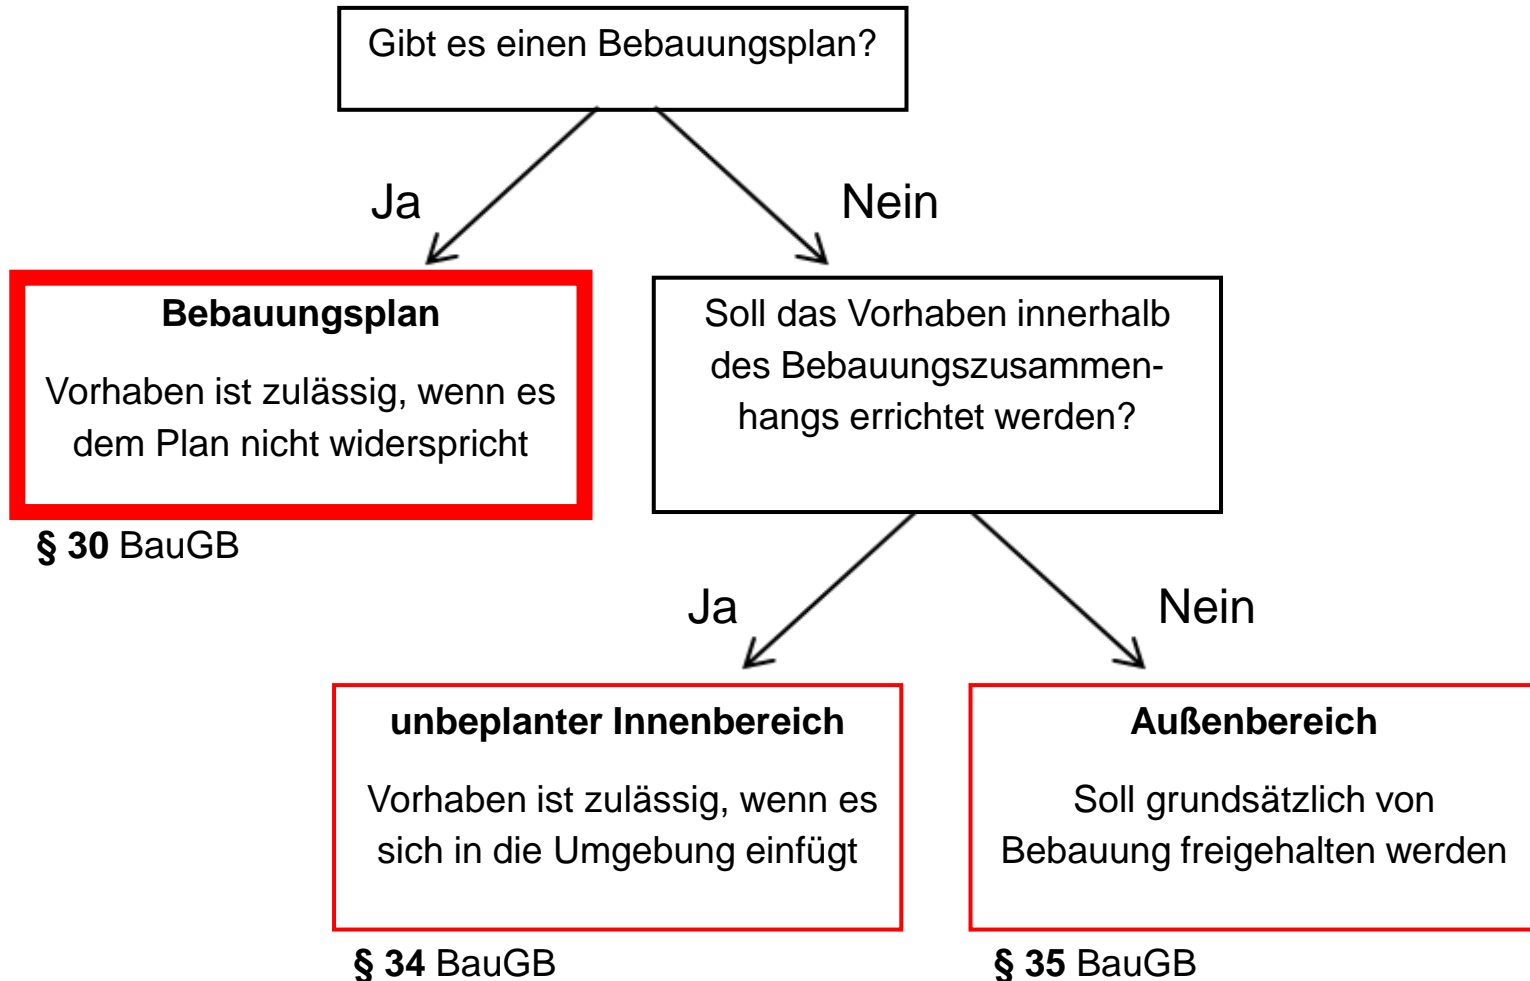 Gibt es einen Bebauungsplan?
Ja
Nein
Bebauungsplan
Vorhaben ist zulässig, wenn es
dem Plan nicht widerspricht
§ 30 BauGB
Soll das Vorhaben innerhalb
des Bebauungszusammen-
hangs errichtet werden?
Ja
Nein
unbeplanter Innenbereich
Vorhaben ist zulässig, wenn es
sich in die Umgebung einfügt
§ 34 BauGB
Außenbereich
Soll grundsätzlich von
Bebauung freigehalten werden
§ 35 BauGB